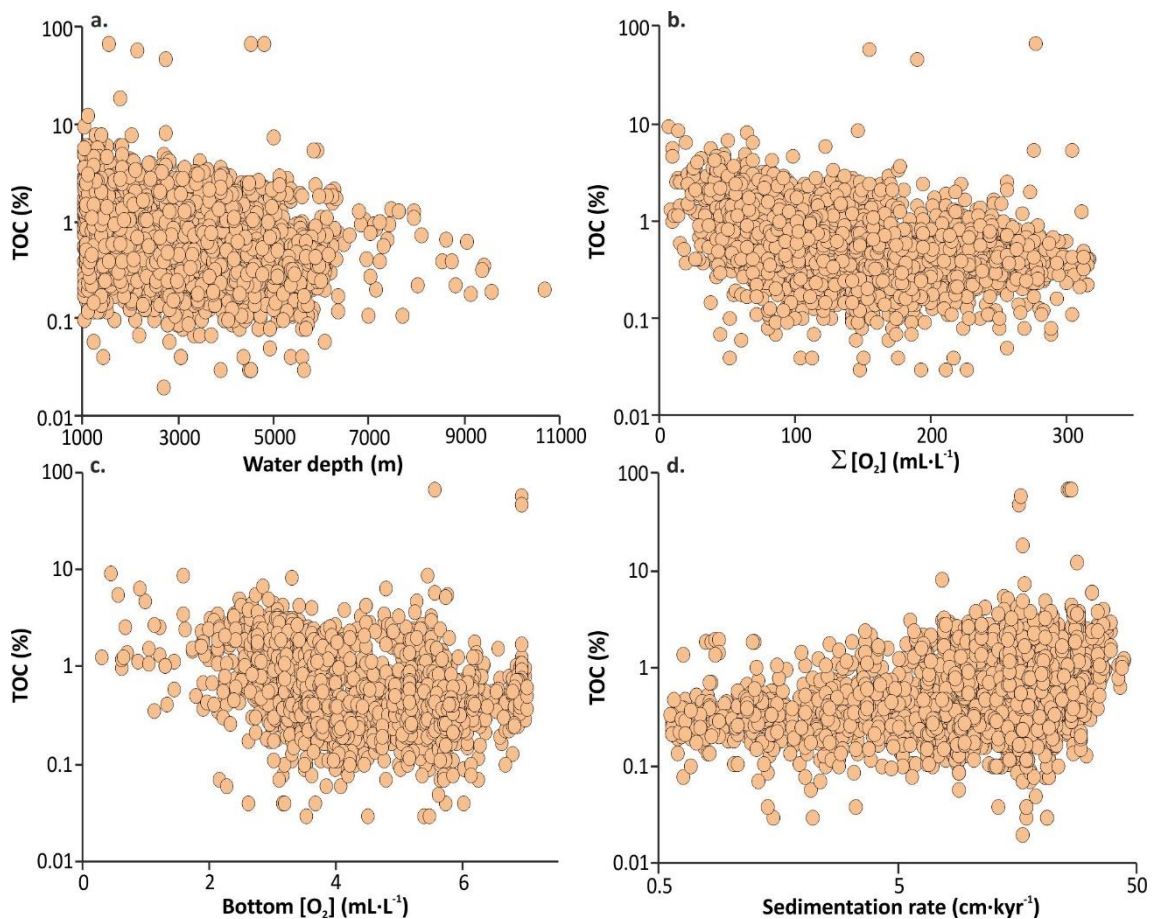 a.
100
10
1
0.1
0.01
TOC (%)
1000 3000 5000 7000 9000 11000
Water depth (m)
b.
100
10
1
0.1
0.01
TOC (%)
0 100 200 300
Σ [O₂] (mL·L⁻¹)
c.
100
10
1
0.1
0.01
TOC (%)
0 2 4 6
Bottom [O₂] (mL·L⁻¹)
d.
100
10
1
0.1
0.01
TOC (%)
0.5 5 50
Sedimentation rate (cm·kyr⁻¹)